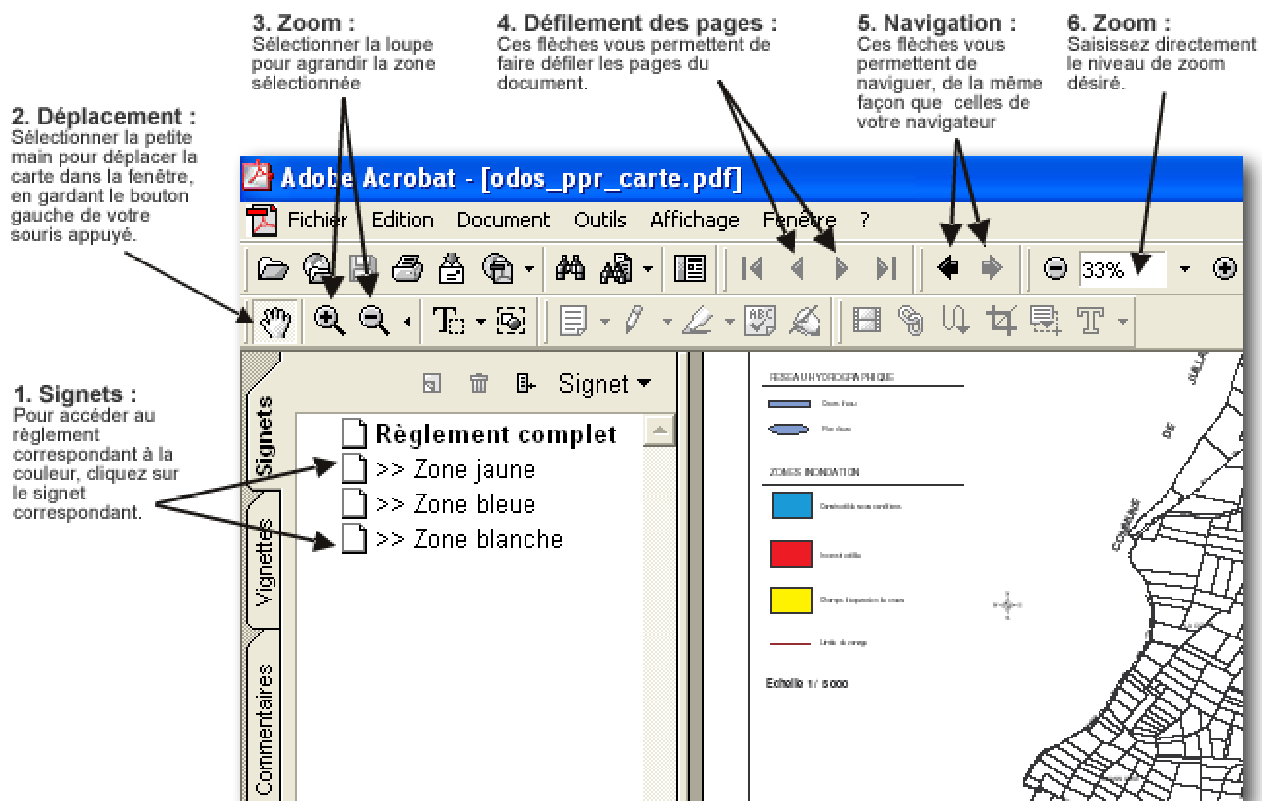 3. Zoom :
Sélectionner la loupe
pour agrandir la zone
sélectionnée
4. Défilement des pages :
Ces flèches vous permettent de
faire défiler les pages du
document.
5. Navigation :
Ces flèches vous
permettent de
naviguer, de la même
façon que celles de
votre navigateur
6. Zoom :
Saisissez directement
le niveau de zoom
désiré.
2. Déplacement :
Sélectionner la petite
main pour déplacer la
carte dans la fenêtre,
en gardant le bouton
gauche de votre
souris appuyé.
Adobe Acrobat - [odos_ppr_carte.pdf]
Fichier Edition Document Outils Affichage Fenêtre ?
33%
1. Signets :
Pour accéder au
règlement
correspondant à la
couleur, cliquez sur
le signet
correspondant.
Signets
Vignettes
Commentaires
Signet
Règlement complet
>> Zone jaune
>> Zone bleue
>> Zone blanche
RESEAU HYDROGRAPHIQUE
ZONES INONDATION
Echelle 1/ 5000
COMMUNE
DE